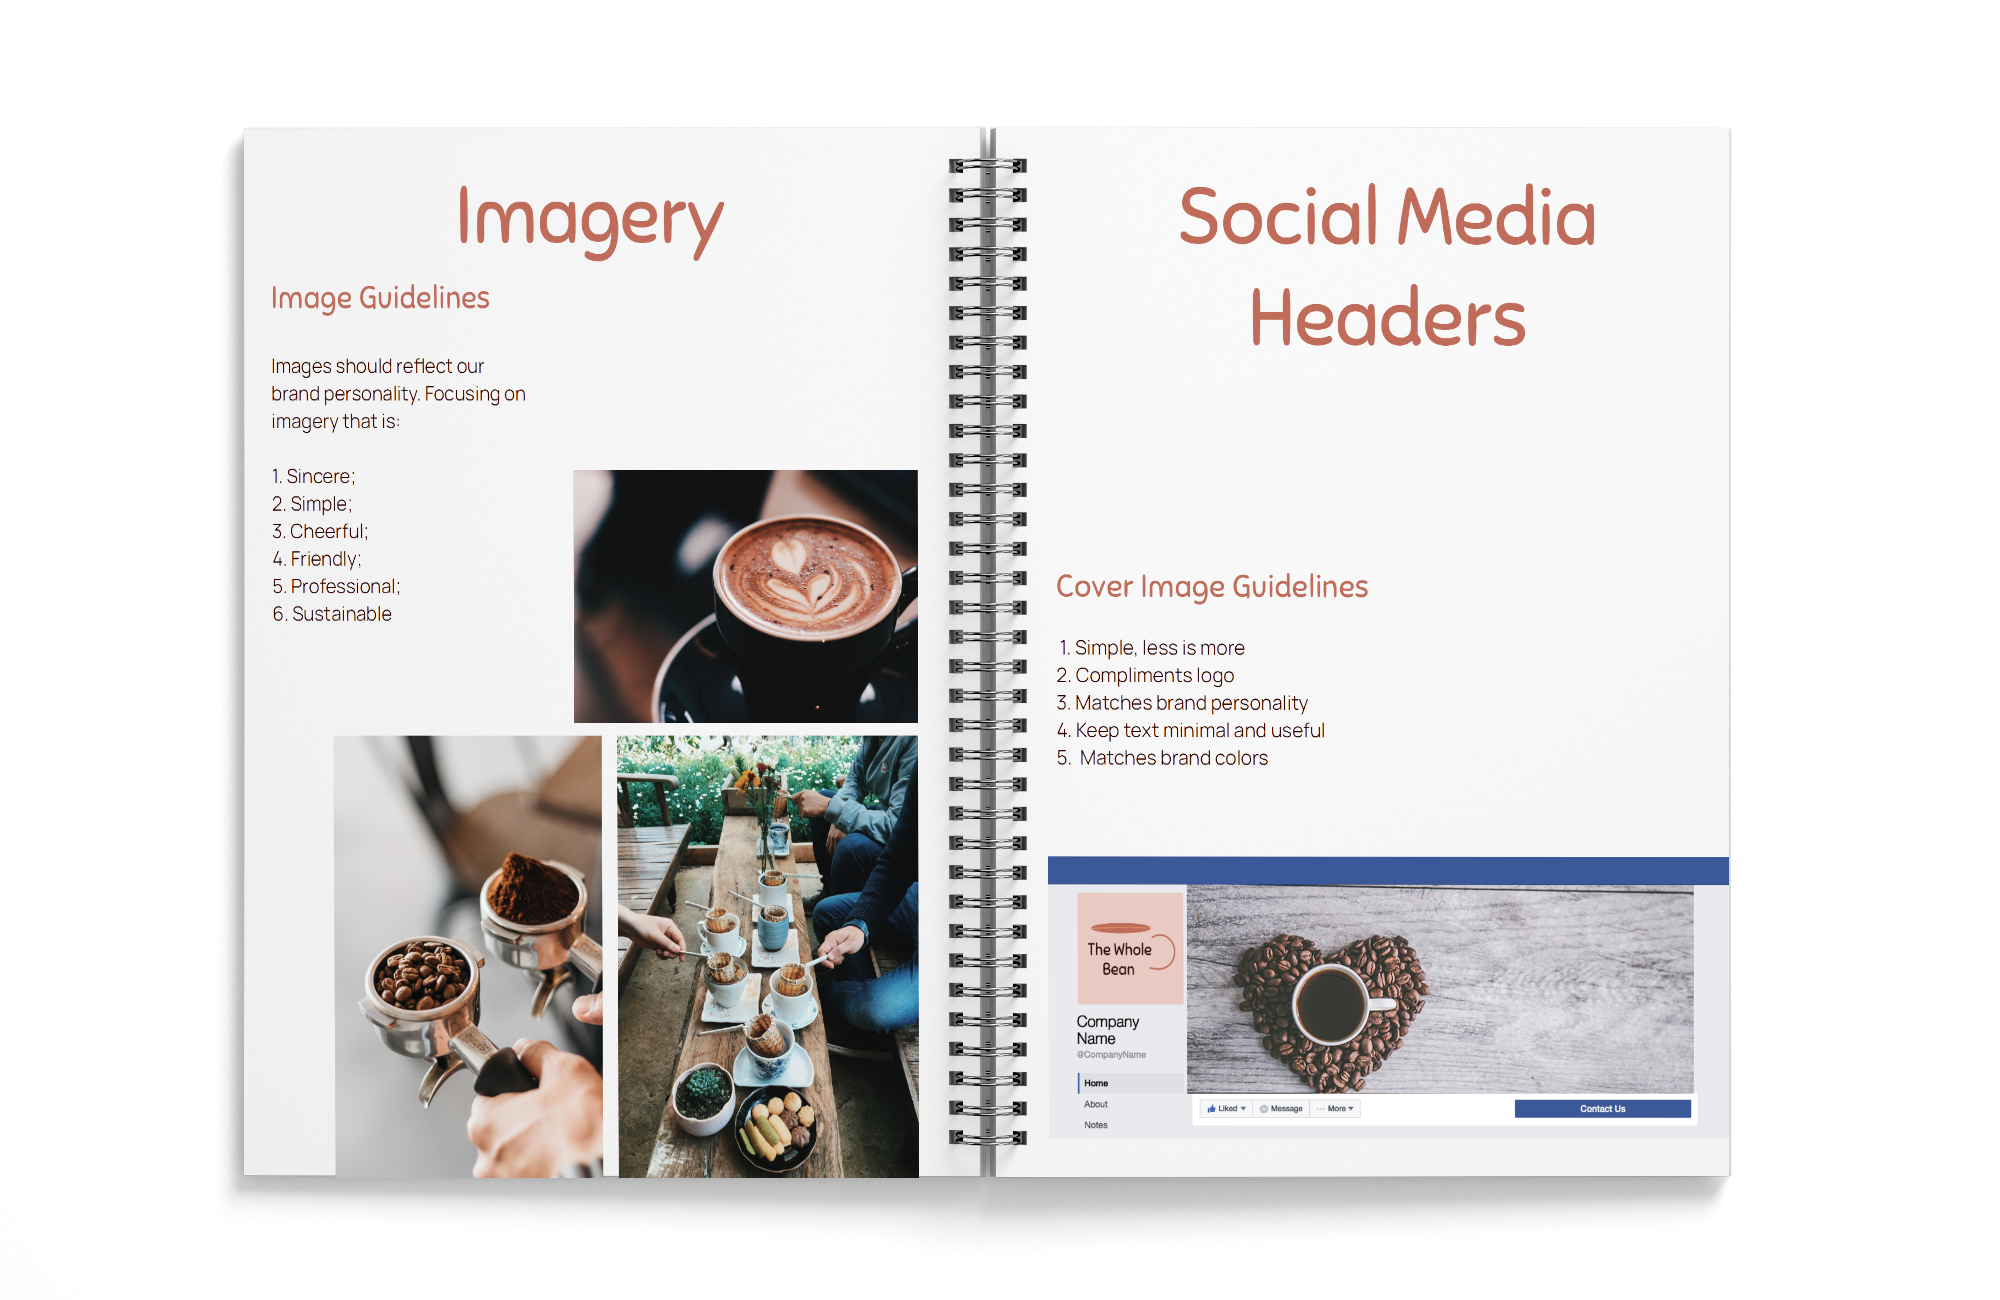 Imagery
Image Guidelines
Images should reflect our
brand personality. Focusing on
imagery that is:
1. Sincere;
2. Simple;
3. Cheerful;
4. Friendly;
5. Professional;
6. Sustainable
Social Media
Headers
Cover Image Guidelines
1. Simple, less is more
2. Compliments logo
3. Matches brand personality
4. Keep text minimal and useful
5. Matches brand colors
The Whole
Bean
Company
Name
@CompanyName
Home
About
Notes
Liked
Message
··· More
Contact Us